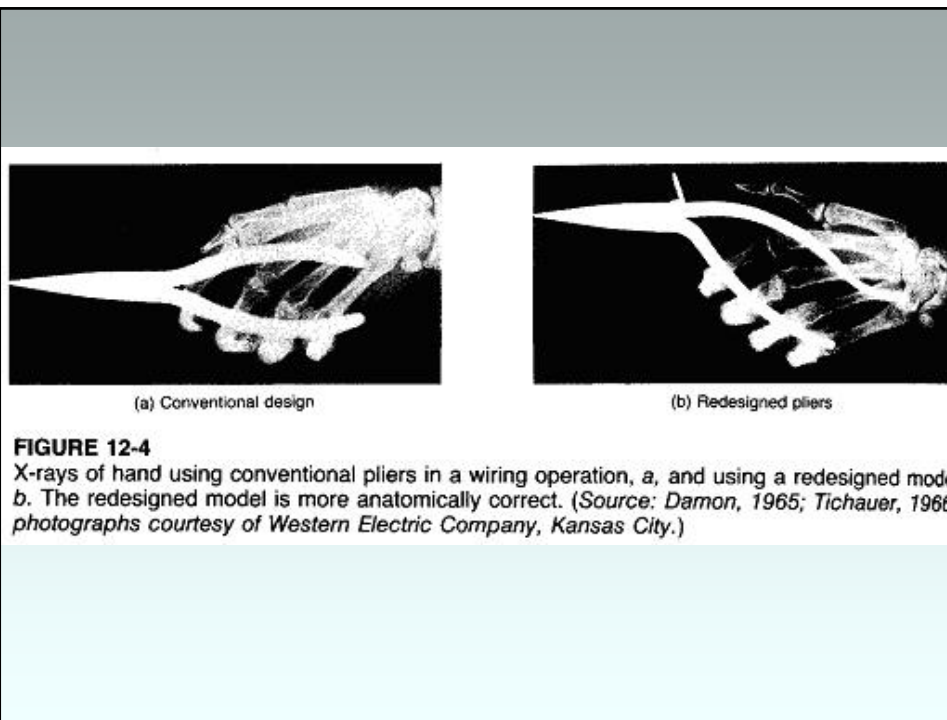 (a) Conventional design
(b) Redesigned pliers
FIGURE 12-4
X-rays of hand using conventional pliers in a wiring operation, a, and using a redesigned mode
b. The redesigned model is more anatomically correct. (Source: Damon, 1965; Tichauer, 1966
photographs courtesy of Western Electric Company, Kansas City.)